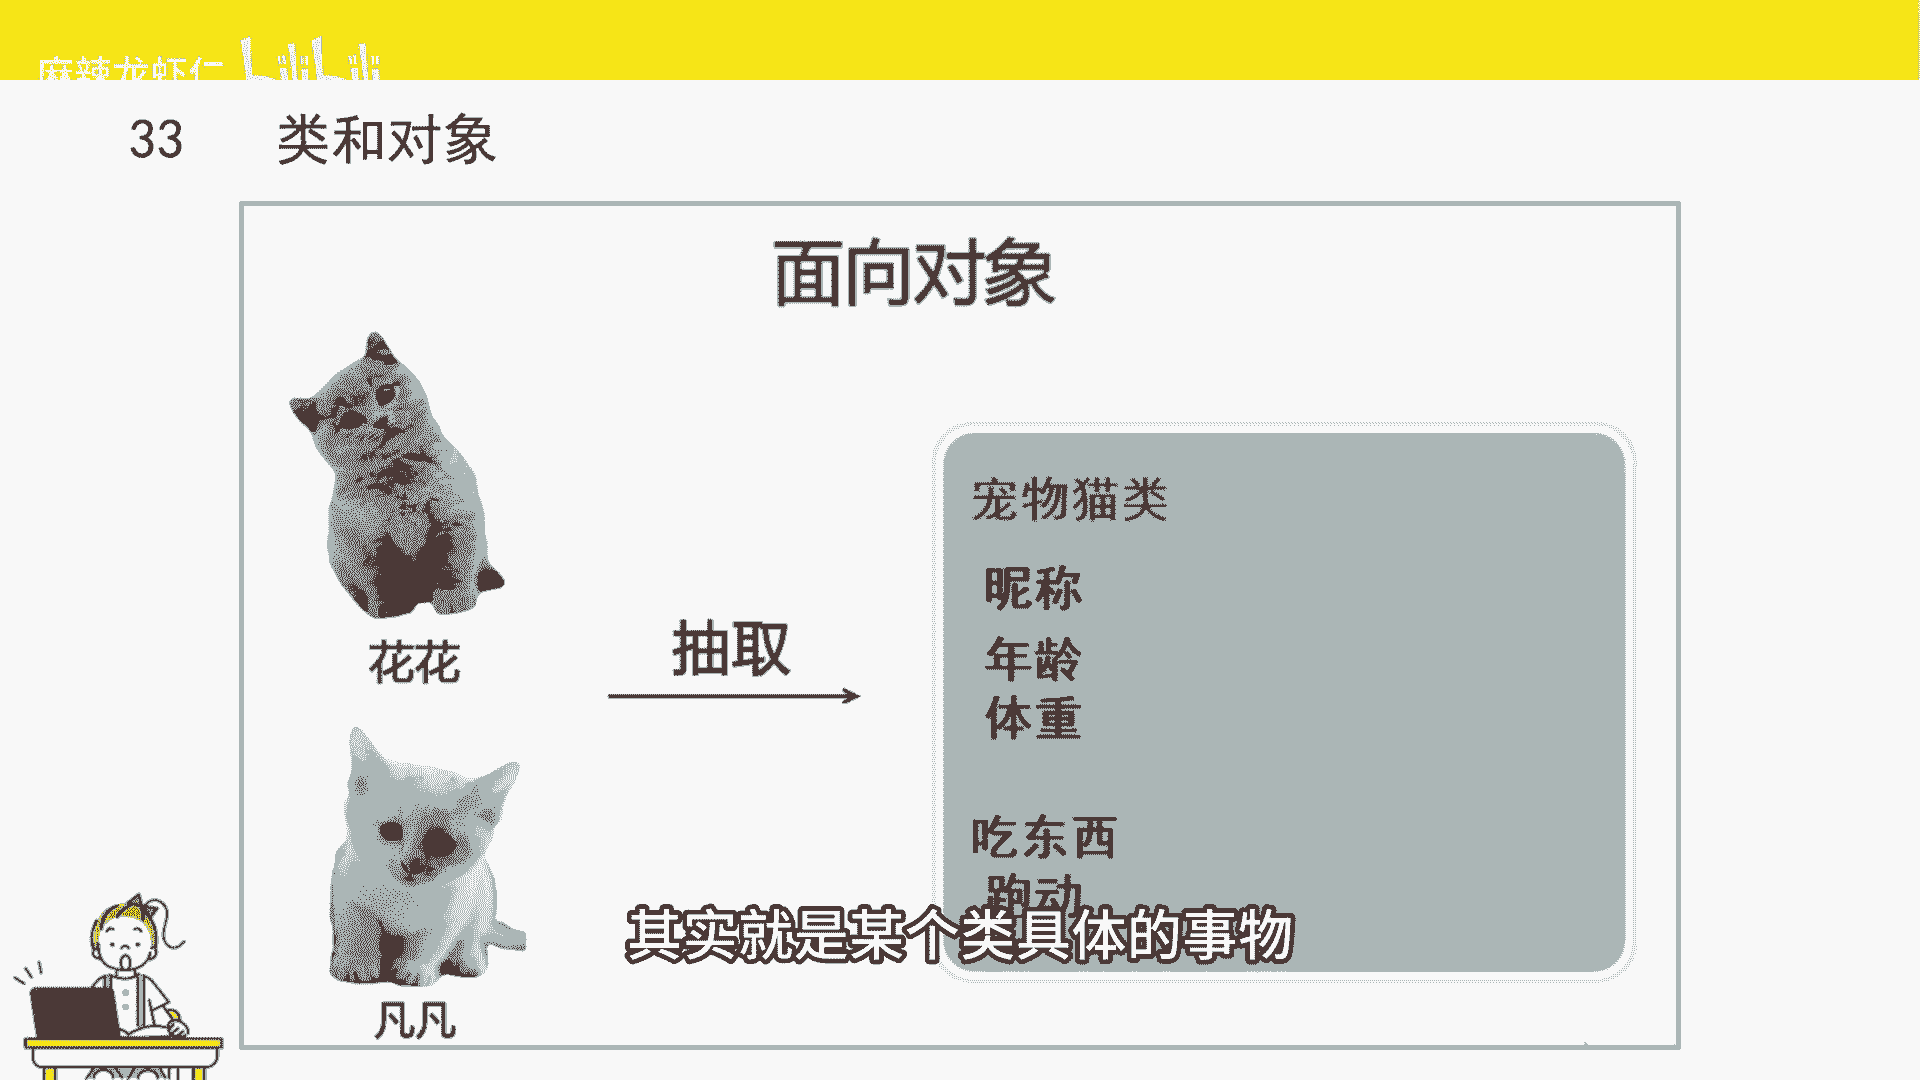 麻辣龙虾仁 bilibili
33 类和对象
面向对象
花花
抽取
凡凡
宠物猫类
昵称
年龄
体重
吃东西
跑动
其实就是某个类具体的事物